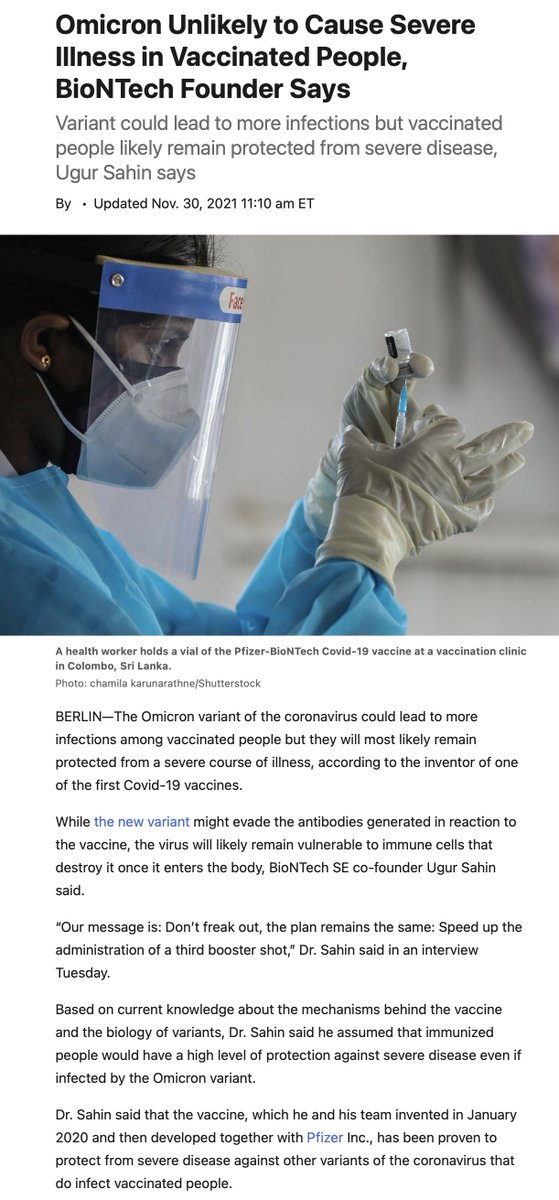 Omicron Unlikely to Cause Severe
Illness in Vaccinated People,
BioNTech Founder Says
Variant could lead to more infections but vaccinated
people likely remain protected from severe disease,
Ugur Sahin says
By • Updated Nov. 30, 2021 11:10 am ET
Face
A health worker holds a vial of the Pfizer-BioNTech Covid-19 vaccine at a vaccination clinic
in Colombo, Sri Lanka.
Photo: chamila karunarathne/Shutterstock
BERLIN—The Omicron variant of the coronavirus could lead to more
infections among vaccinated people but they will most likely remain
protected from a severe course of illness, according to the inventor of one
of the first Covid-19 vaccines.
While the new variant might evade the antibodies generated in reaction to
the vaccine, the virus will likely remain vulnerable to immune cells that
destroy it once it enters the body, BioNTech SE co-founder Ugur Sahin
said.
“Our message is: Don’t freak out, the plan remains the same: Speed up the
administration of a third booster shot,” Dr. Sahin said in an interview
Tuesday.
Based on current knowledge about the mechanisms behind the vaccine
and the biology of variants, Dr. Sahin said he assumed that immunized
people would have a high level of protection against severe disease even if
infected by the Omicron variant.
Dr. Sahin said that the vaccine, which he and his team invented in January
2020 and then developed together with Pfizer Inc., has been proven to
protect from severe disease against other variants of the coronavirus that
do infect vaccinated people.